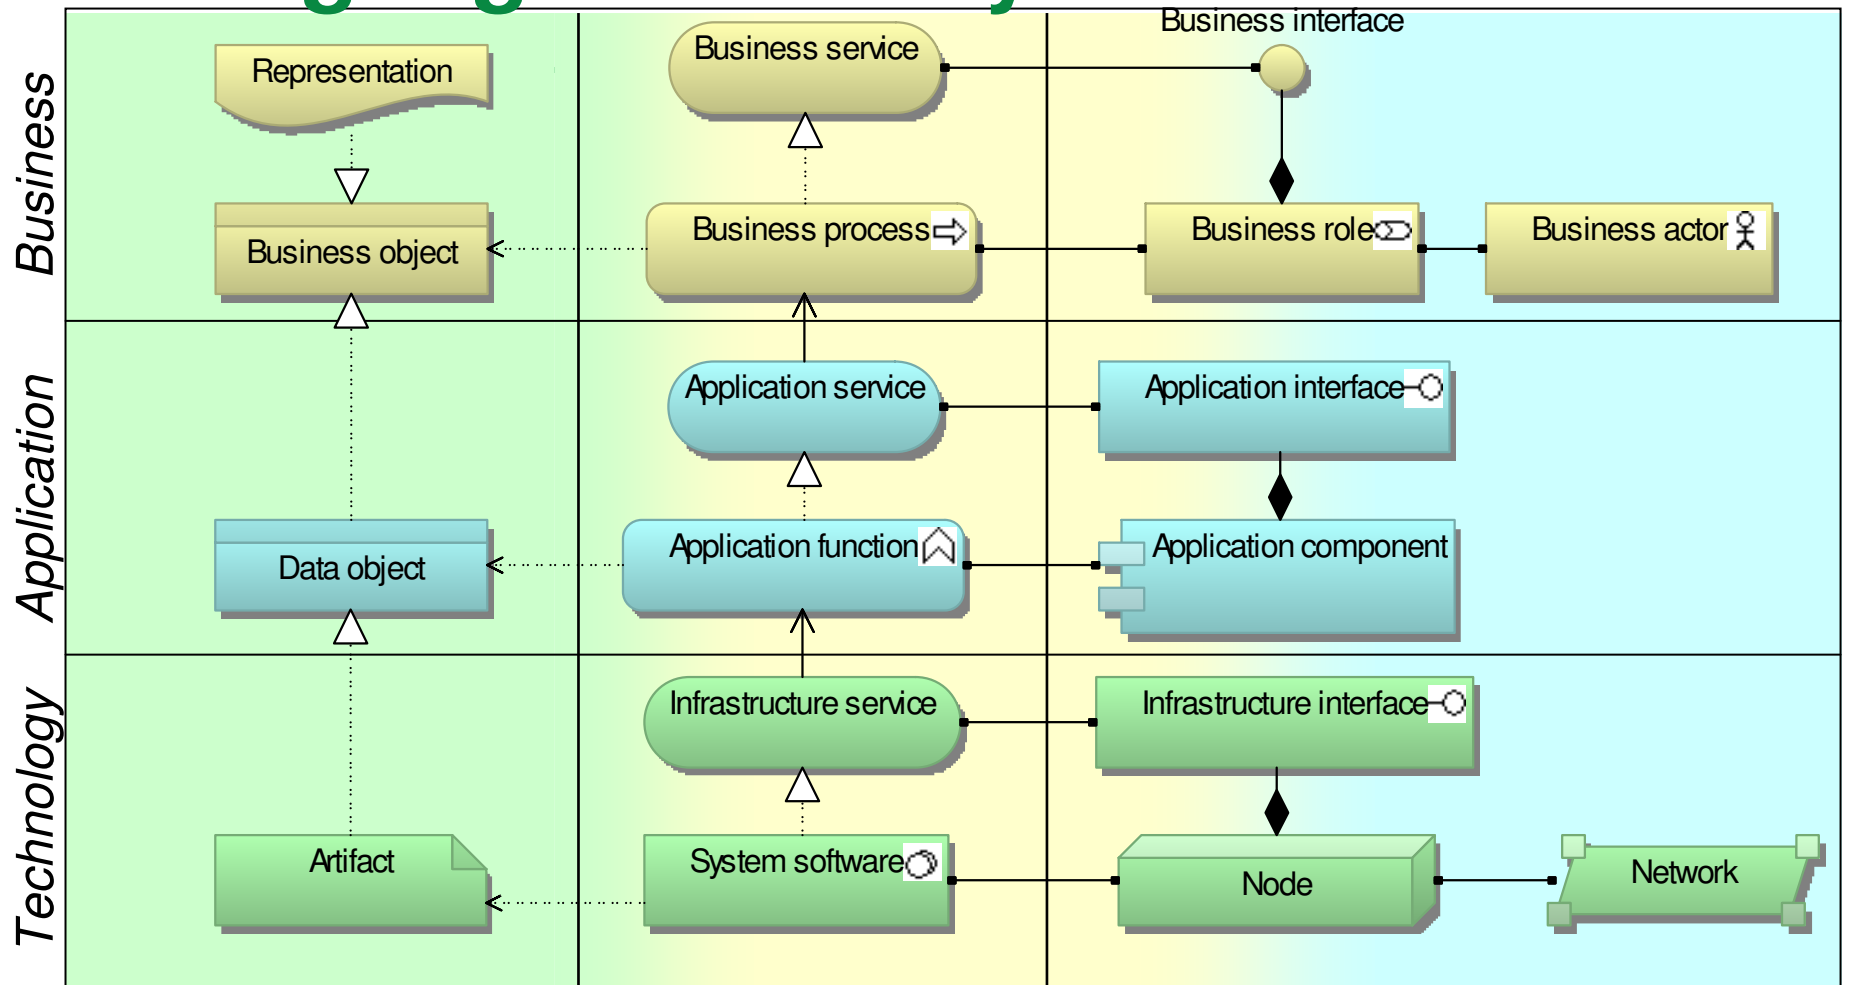 Business interface
Business service
Representation
Business
Business process
Business role
Business actor
Business object
Application service
Application interface
Application
Application function
Application component
Data object
Infrastructure service
Infrastructure interface
Technology
Artifact
System software
Node
Network